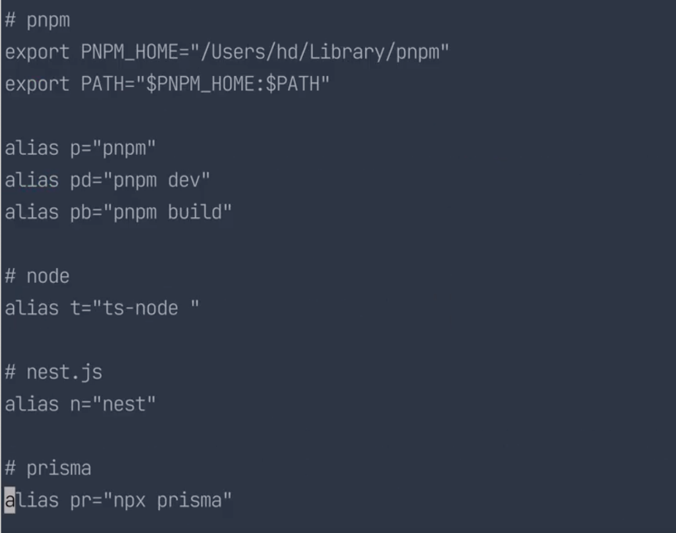 # pnpm
export PNPM_HOME="/Users/hd/Library/pnpm"
export PATH="$PNPM_HOME:$PATH"
alias p="pnpm"
alias pd="pnpm dev"
alias pb="pnpm build"
# node
alias t="ts-node "
# nest.js
alias n="nest"
# prisma
alias pr="npx prisma"